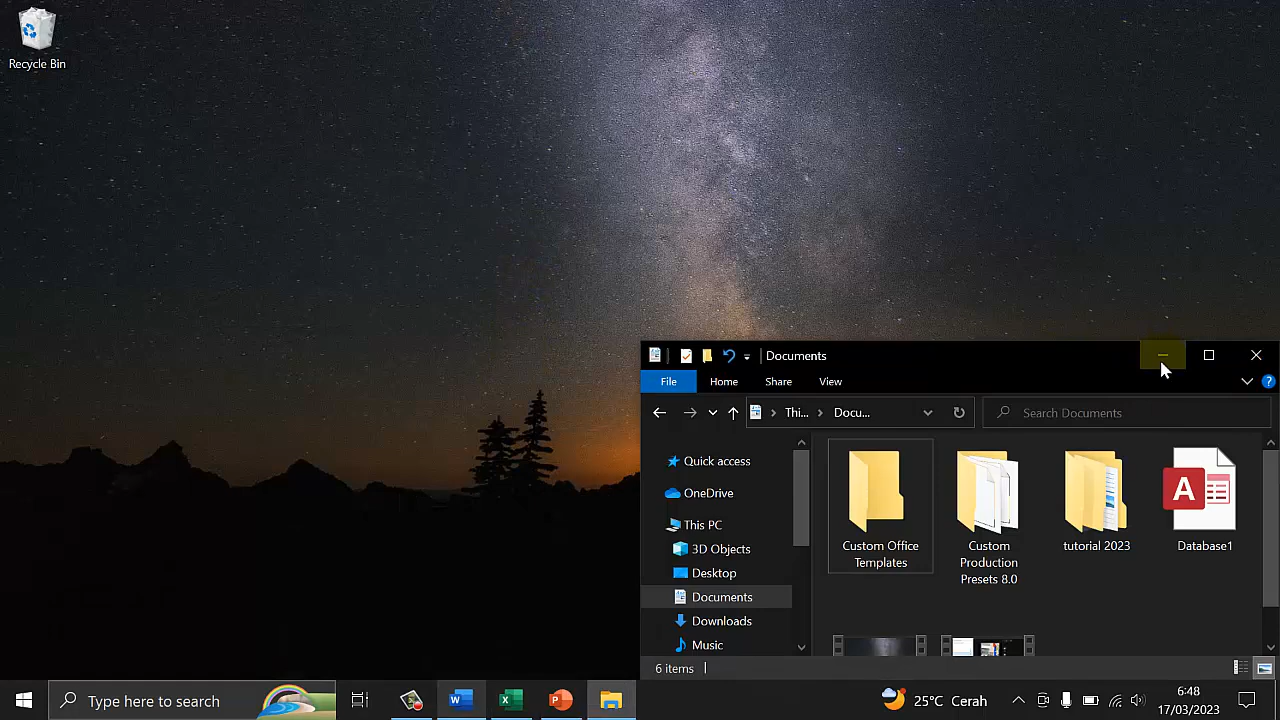 Recycle Bin
Documents
File
Home
Share
View
Thi...
Docu...
Search Documents
Quick access
OneDrive
This PC
3D Objects
Desktop
Documents
Downloads
Music
Custom Office
Templates
Custom
Production
Presets 8.0
tutorial 2023
A
Database1
6 items
Type here to search
W
X
P
25°C Cerah
6:48
17/03/2023